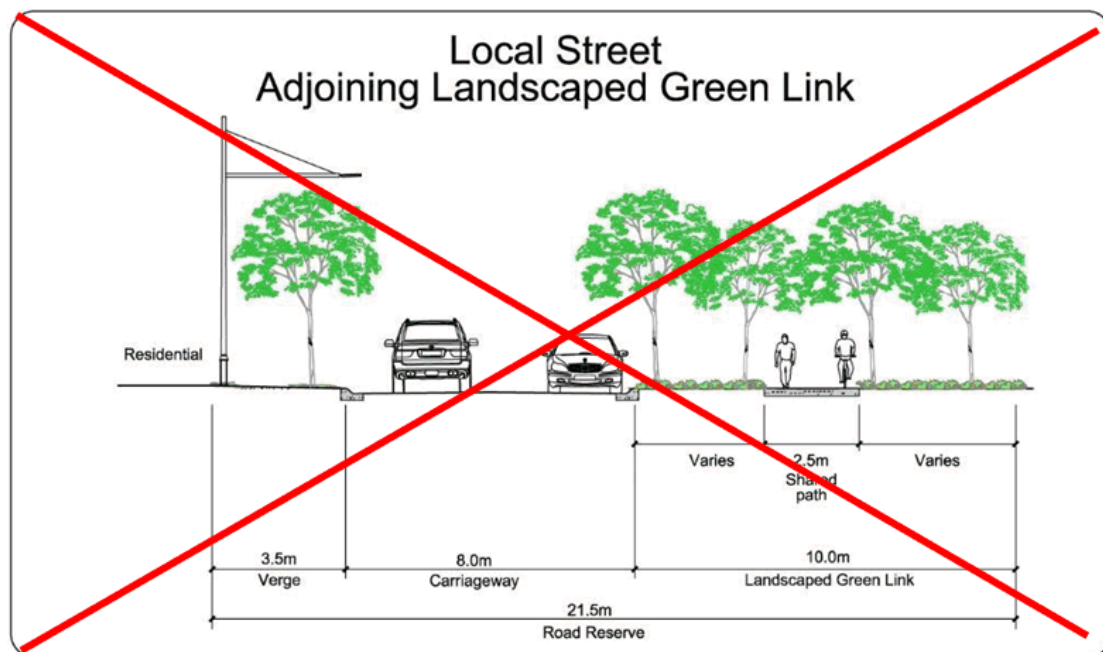 Local Street
Adjoining Landscaped Green Link
Residential
Varies
2.5m
Varies
Shared
path
3.5m
8.0m
10.0m
Verge
Carriageway
Landscaped Green Link
21.5m
Road Reserve